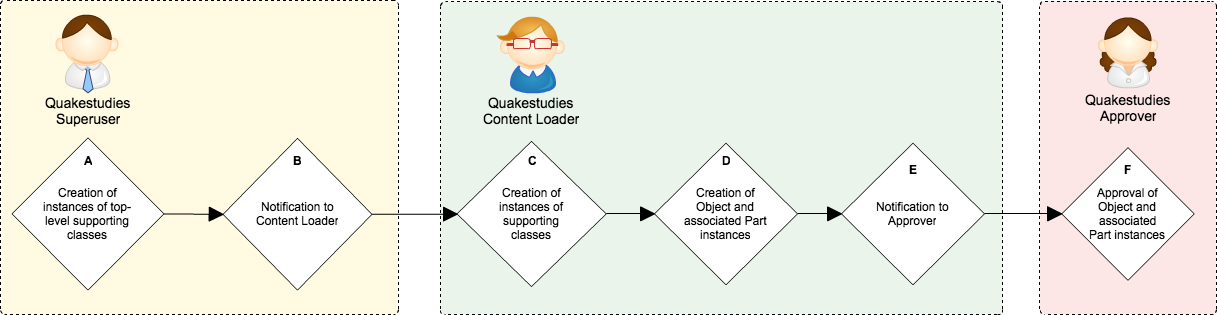 Quakestudies
Superuser
A
Creation of
instances of top-
level supporting
classes
B
Notification to
Content Loader
Quakestudies
Content Loader
C
Creation of
instances of
supporting
classes
D
Creation of
Object and
associated Part
instances
E
Notification to
Approver
Quakestudies
Approver
F
Approval of
Object and
associated
Part instances